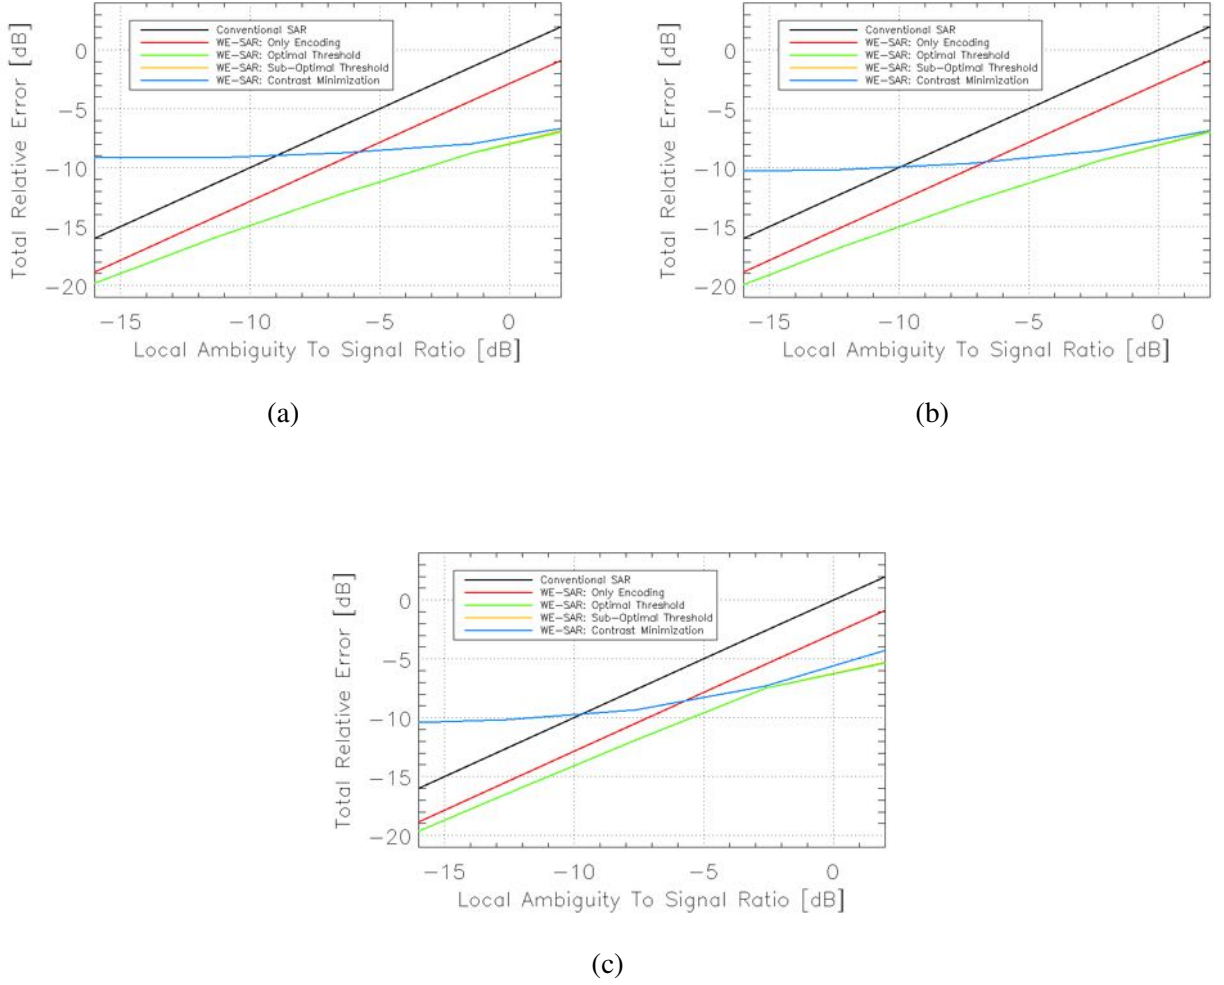 Total Relative Error [dB]
0
−5
−10
−15
−20
Conventional SAR
WE−SAR: Only Encoding
WE−SAR: Optimal Threshold
WE−SAR: Sub−Optimal Threshold
WE−SAR: Contrast Minimization
−15 −10 −5 0
Local Ambiguity To Signal Ratio [dB]
(a)
Total Relative Error [dB]
0
−5
−10
−15
−20
Conventional SAR
WE−SAR: Only Encoding
WE−SAR: Optimal Threshold
WE−SAR: Sub−Optimal Threshold
WE−SAR: Contrast Minimization
−15 −10 −5 0
Local Ambiguity To Signal Ratio [dB]
(b)
Total Relative Error [dB]
0
−5
−10
−15
−20
Conventional SAR
WE−SAR: Only Encoding
WE−SAR: Optimal Threshold
WE−SAR: Sub−Optimal Threshold
WE−SAR: Contrast Minimization
−15 −10 −5 0
Local Ambiguity To Signal Ratio [dB]
(c)